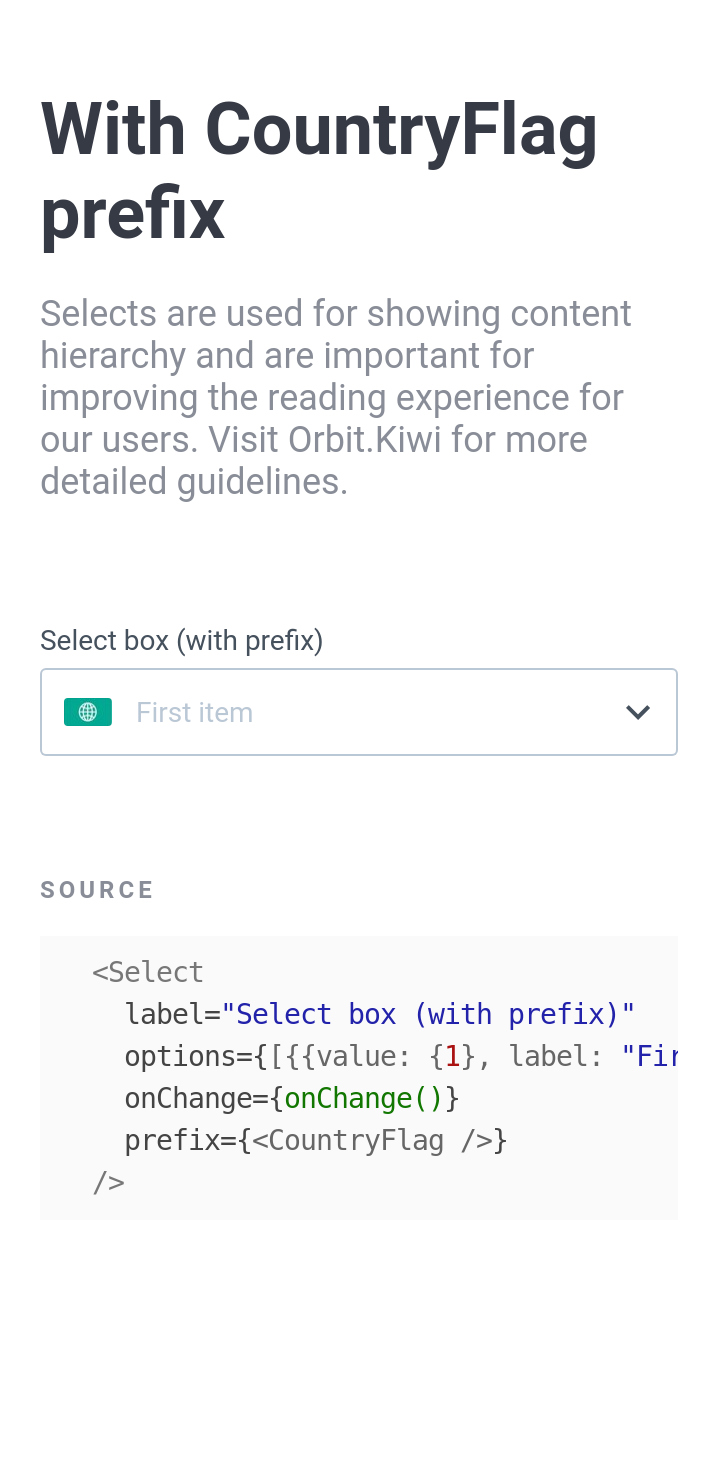 With CountryFlag
prefix
Selects are used for showing content
hierarchy and are important for
improving the reading experience for
our users. Visit Orbit.Kiwi for more
detailed guidelines.
Select box (with prefix)
First item
SOURCE
<Select
label="Select box (with prefix)"
options={[{{value: {1}, label: "Fir
onChange={onChange()}
prefix={<CountryFlag />}
/>